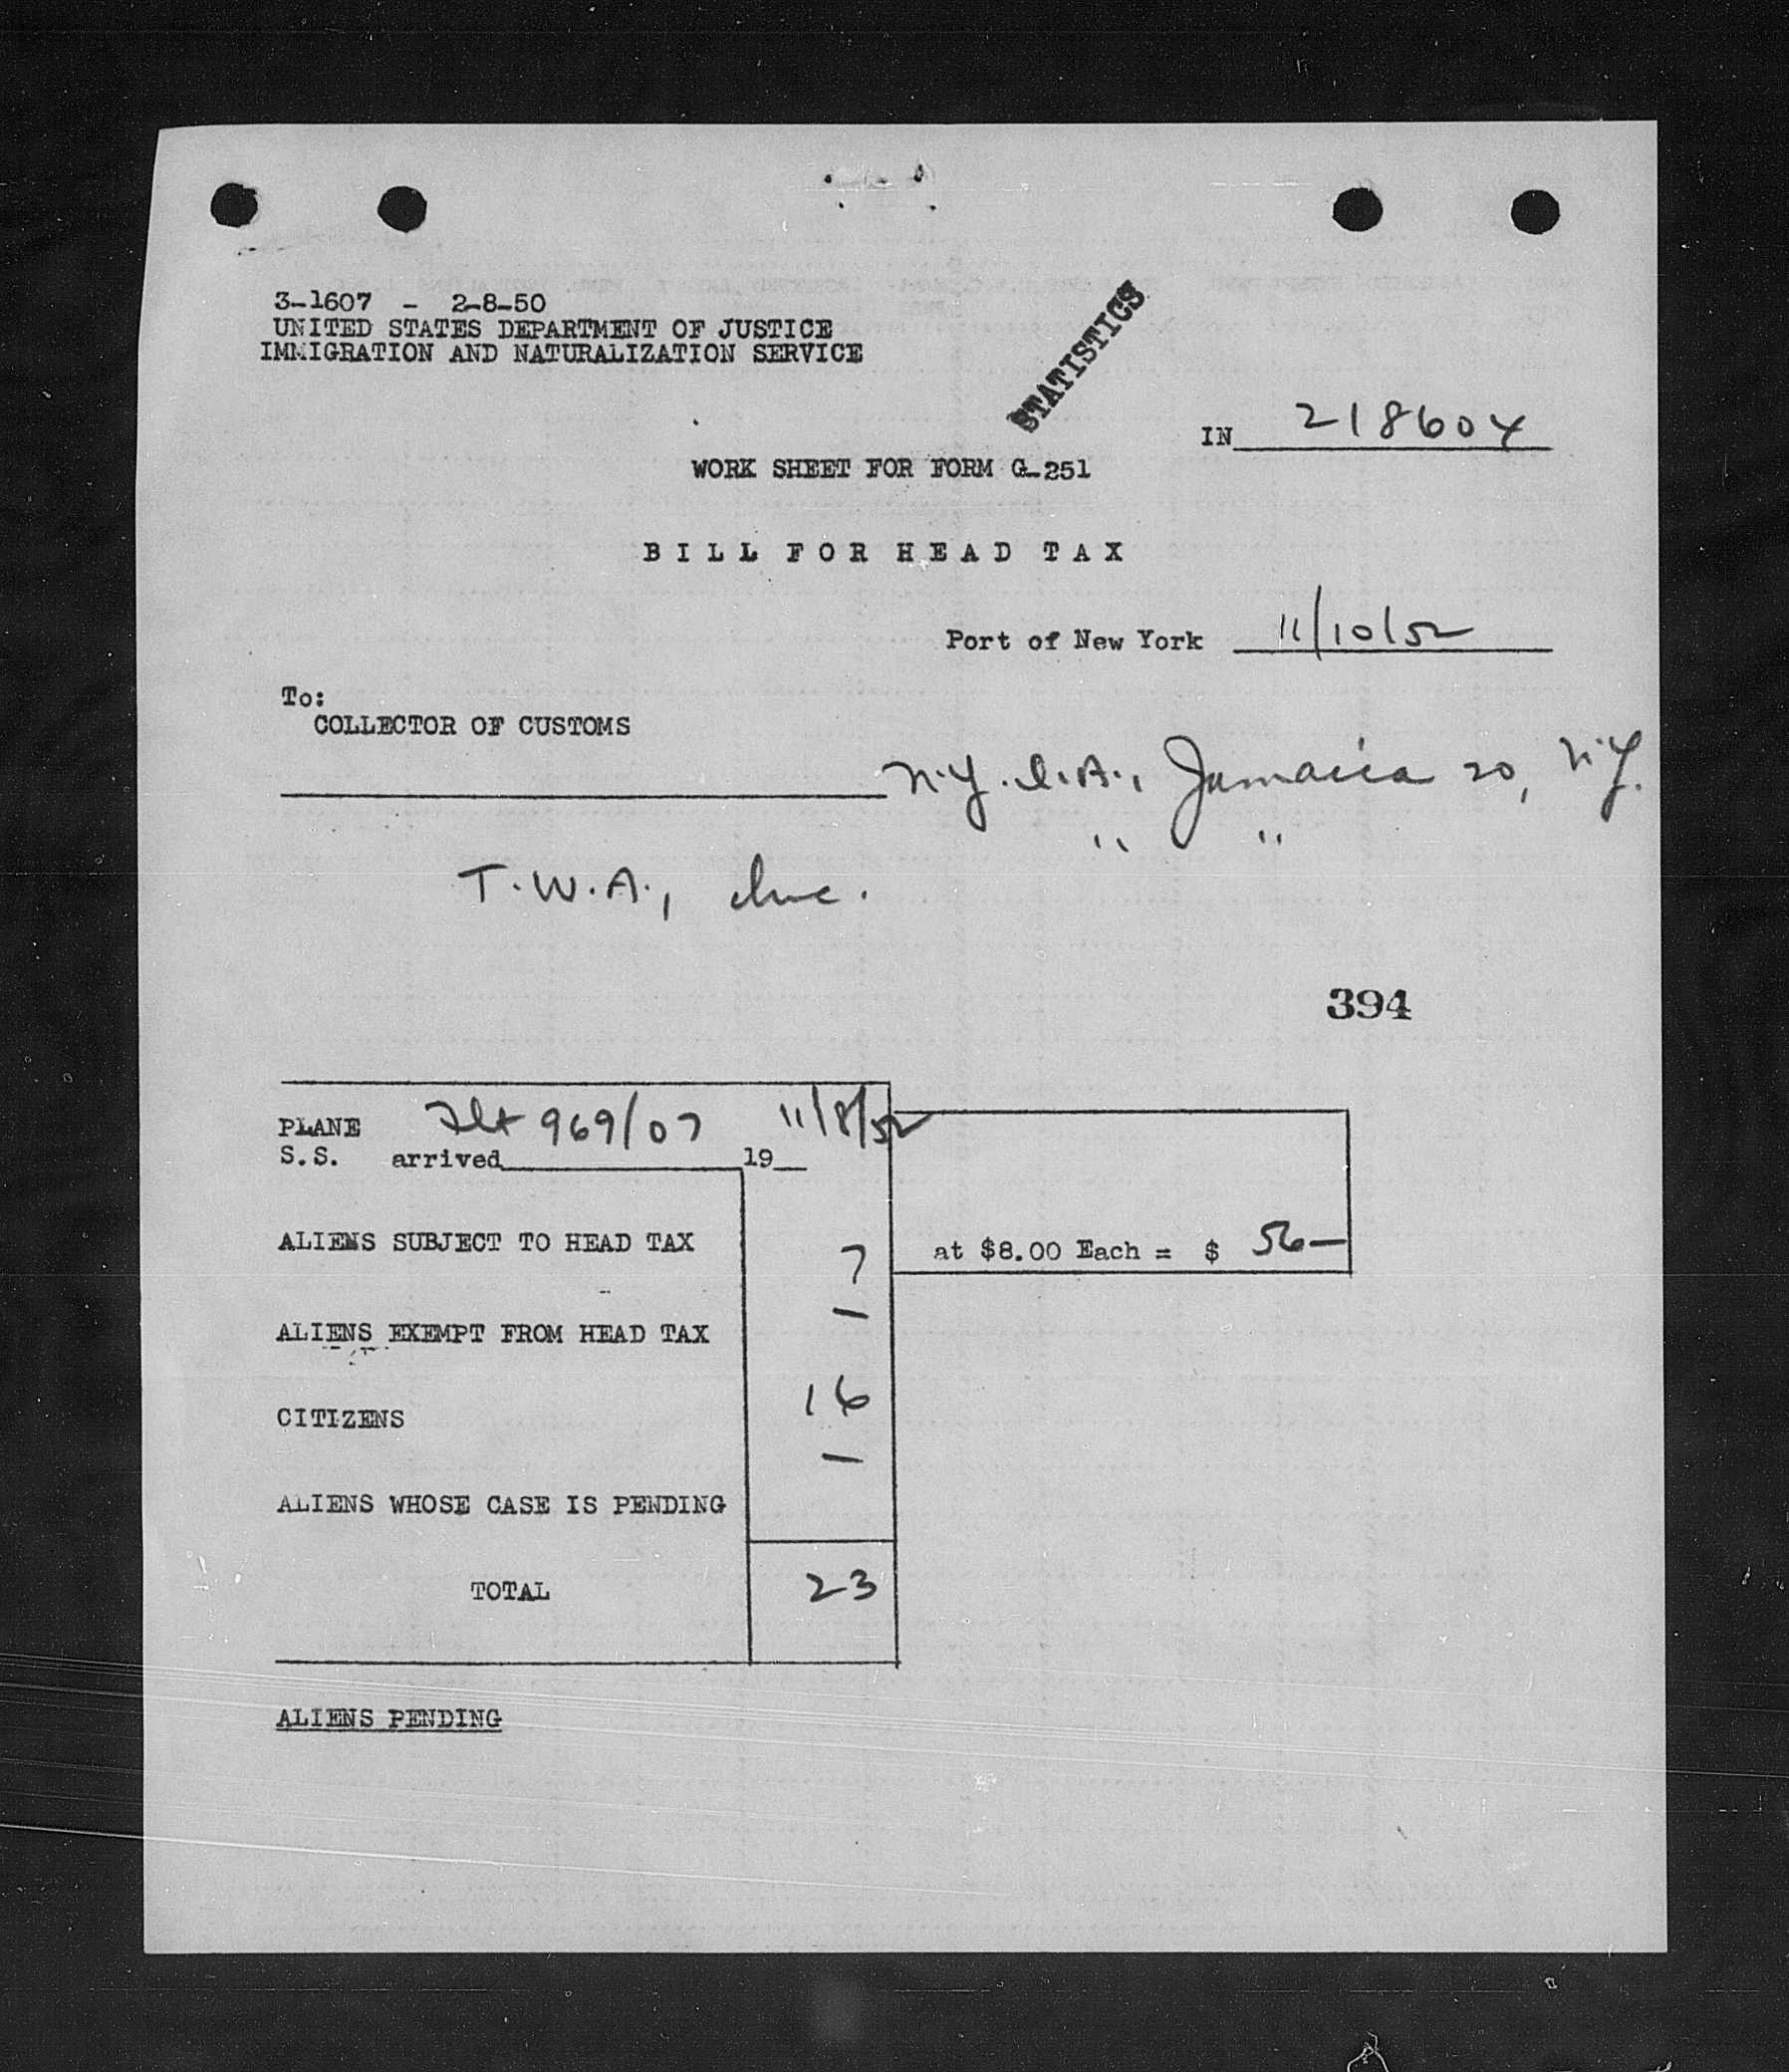 3-1607 - 2-8-50
UNITED STATES DEPARTMENT OF JUSTICE
IMMIGRATION AND NATURALIZATION SERVICE
STATISTICS
IN 218604
WORK SHEET FOR FORM G-251
BILL FOR HEAD TAX
Port of New York 11/10/52
To:
COLLECTOR OF CUSTOMS
N.Y.I.A., Jamaica 20, N.Y.
" "
T.W.A., Inc.
394
PLANE Flt 969/07 11/8/52
S.S. arrived 19
ALIENS SUBJECT TO HEAD TAX 7 at $8.00 Each = $ 56—
ALIENS EXEMPT FROM HEAD TAX —
CITIZENS 16
ALIENS WHOSE CASE IS PENDING —
TOTAL 23
ALIENS PENDING